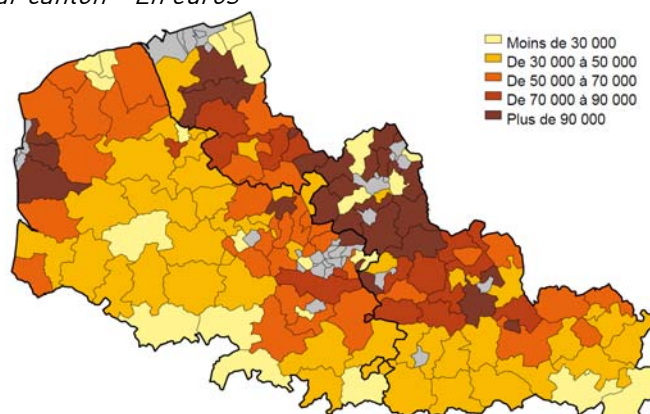 ar canton - En euros
Moins de 30 000
De 30 000 à 50 000
De 50 000 à 70 000
De 70 000 à 90 000
Plus de 90 000